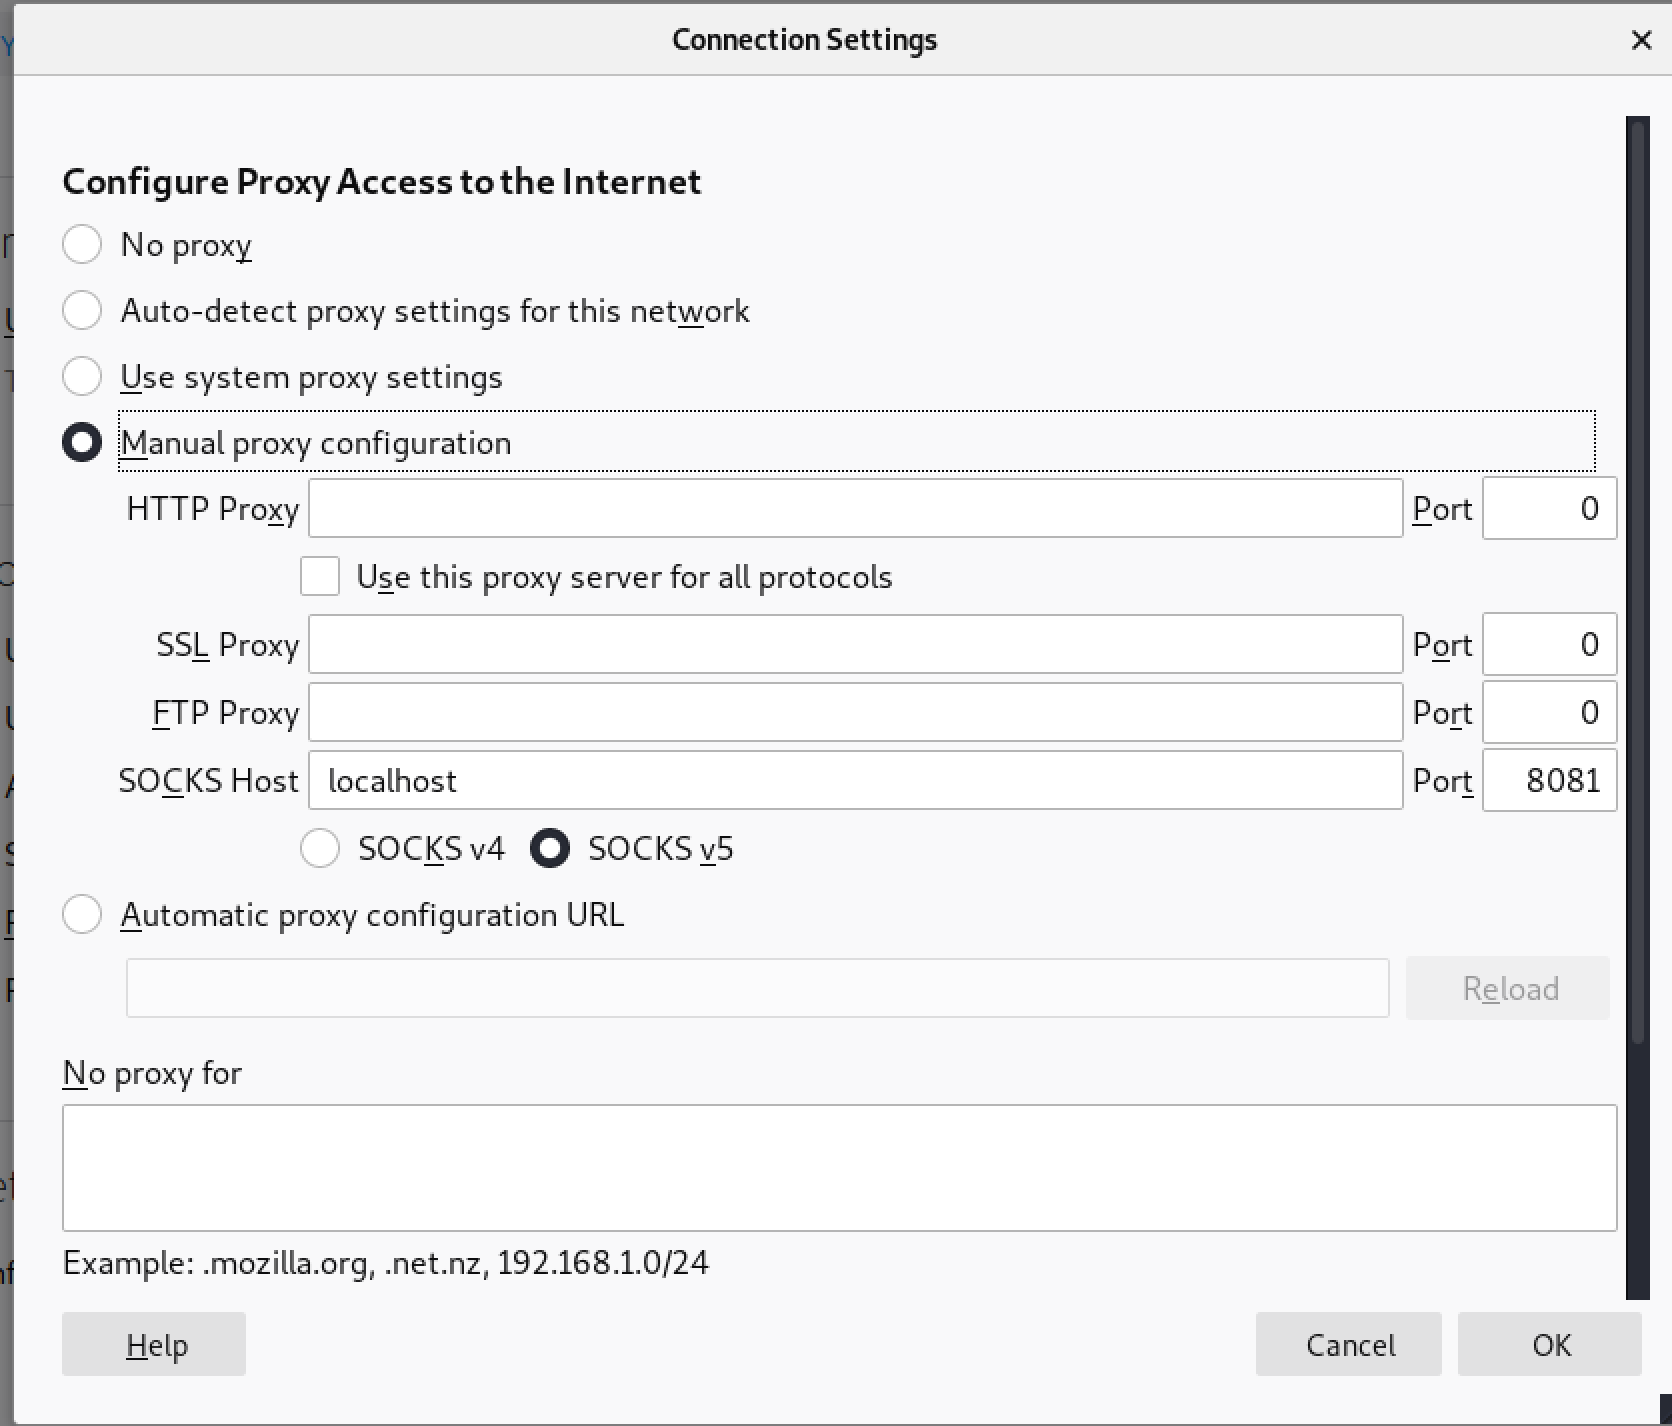 Connection Settings
Configure Proxy Access to the Internet
No proxy
Auto-detect proxy settings for this network
Use system proxy settings
Manual proxy configuration
HTTP Proxy Port 0
Use this proxy server for all protocols
SSL Proxy Port 0
FTP Proxy Port 0
SOCKS Host localhost Port 8081
SOCKS v4 SOCKS v5
Automatic proxy configuration URL
Reload
No proxy for
Example: .mozilla.org, .net.nz, 192.168.1.0/24
Help Cancel OK